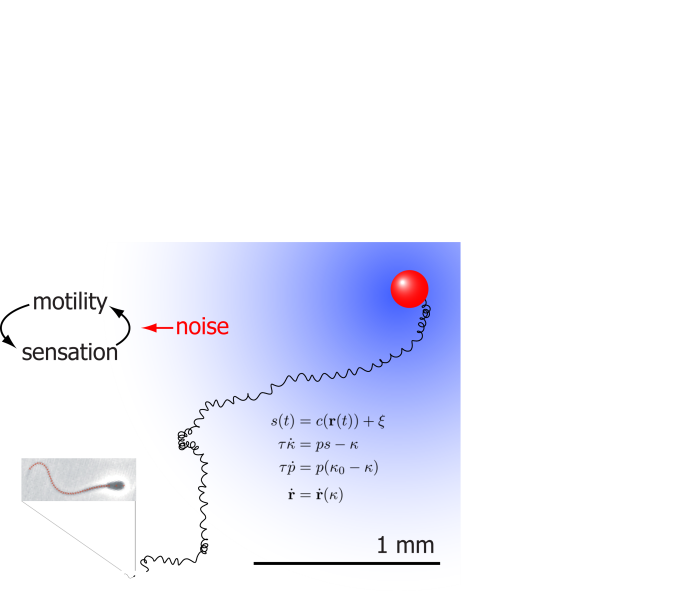 motility
noise
sensation
s(t) = c(r(t)) + ξ
τκ̇ = ps − κ
τṗ = p(κ₀ − κ)
ṙ = ṙ(κ)
1 mm